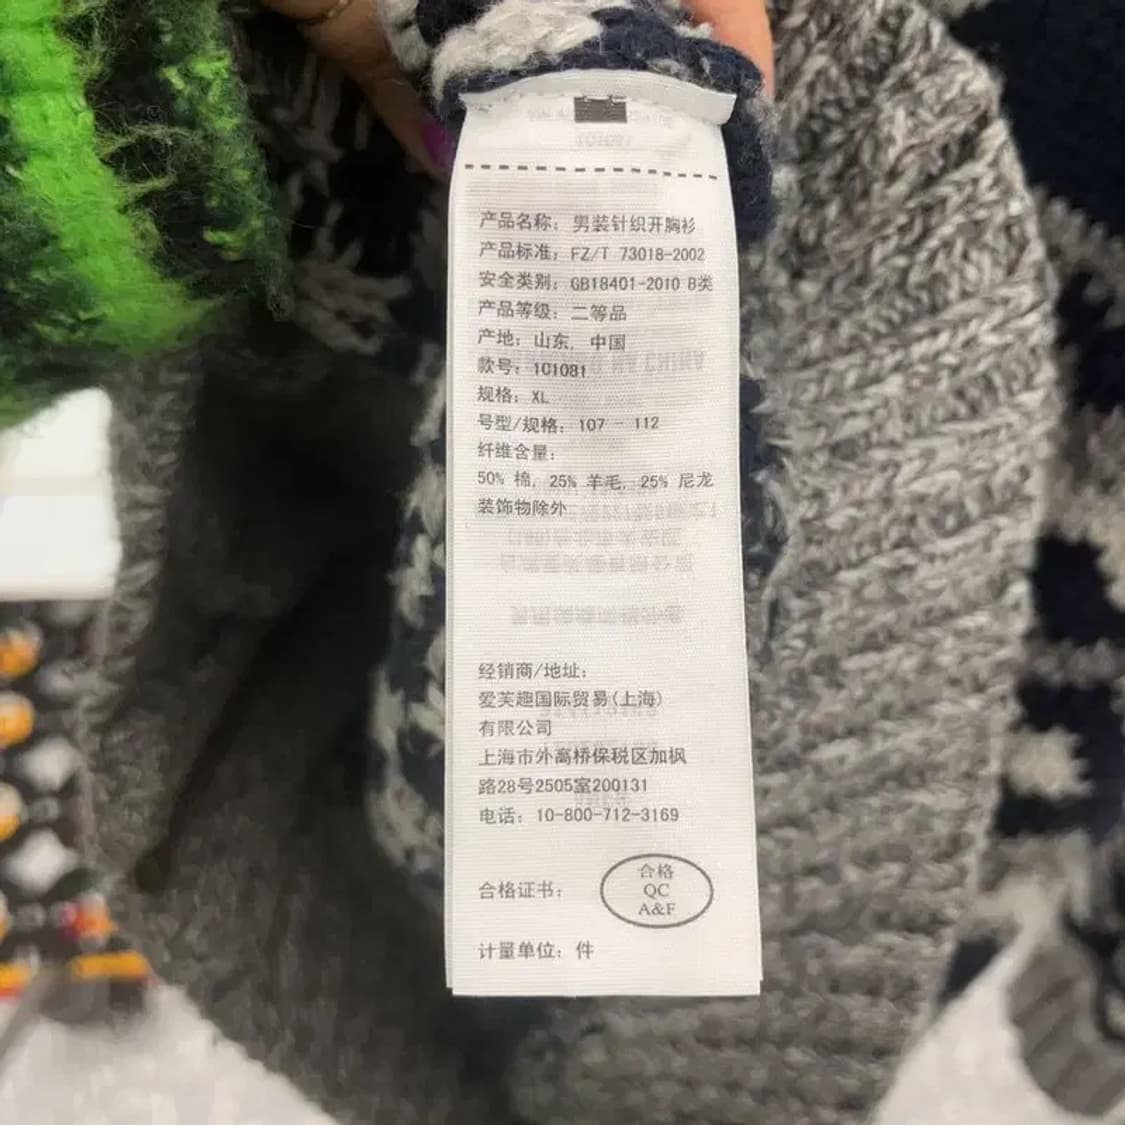 产品名称: 男装针织开胸衫
产品标准: FZ/T 73018-2002
安全类别: GB18401-2010 B类
产品等级: 二等品
产地: 山东, 中国
款号: 101081
规格: XL
号型/规格: 107 - 112
纤维含量:
50% 棉, 25% 羊毛, 25% 尼龙
装饰物除外
经销商/地址:
爱芙趣国际贸易(上海)
有限公司
上海市外高桥保税区加枫
路28号2505室200131
电话: 10-800-712-3169
合格证书:
合格
QC
A&F
计量单位: 件